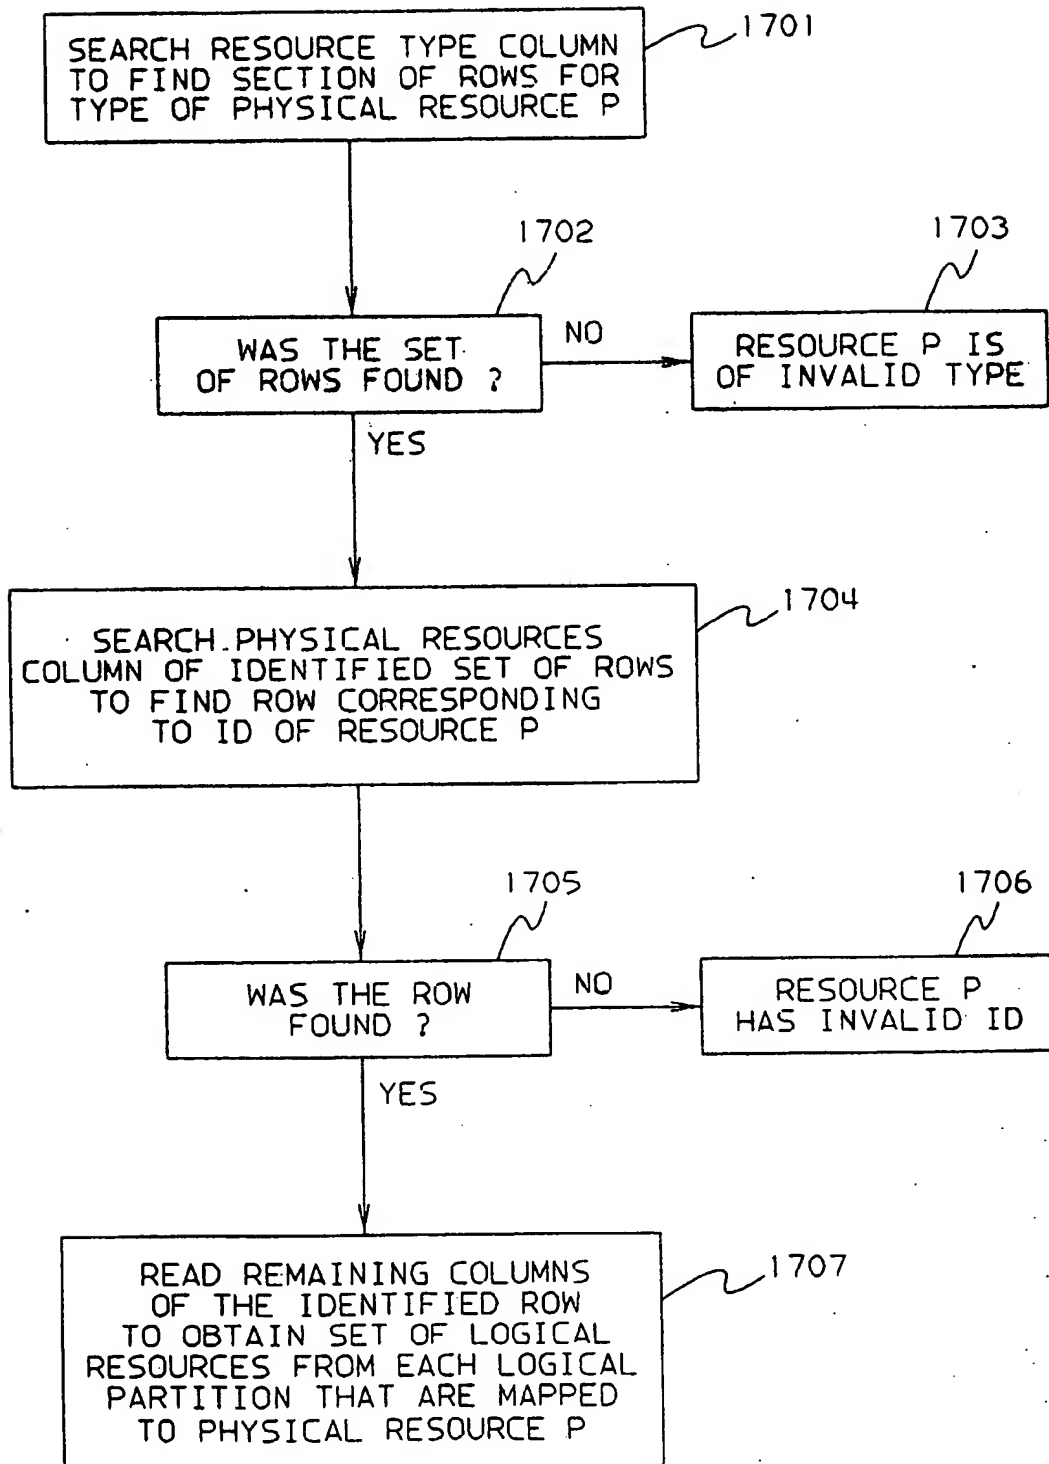 1701
SEARCH RESOURCE TYPE COLUMN
TO FIND SECTION OF ROWS FOR
TYPE OF PHYSICAL RESOURCE P
1702
WAS THE SET
OF ROWS FOUND ?
NO
1703
RESOURCE P IS
OF INVALID TYPE
YES
1704
SEARCH PHYSICAL RESOURCES
COLUMN OF IDENTIFIED SET OF ROWS
TO FIND ROW CORRESPONDING
TO ID OF RESOURCE P
1705
WAS THE ROW
FOUND ?
NO
1706
RESOURCE P
HAS INVALID ID
YES
1707
READ REMAINING COLUMNS
OF THE IDENTIFIED ROW
TO OBTAIN SET OF LOGICAL
RESOURCES FROM EACH LOGICAL
PARTITION THAT ARE MAPPED
TO PHYSICAL RESOURCE P